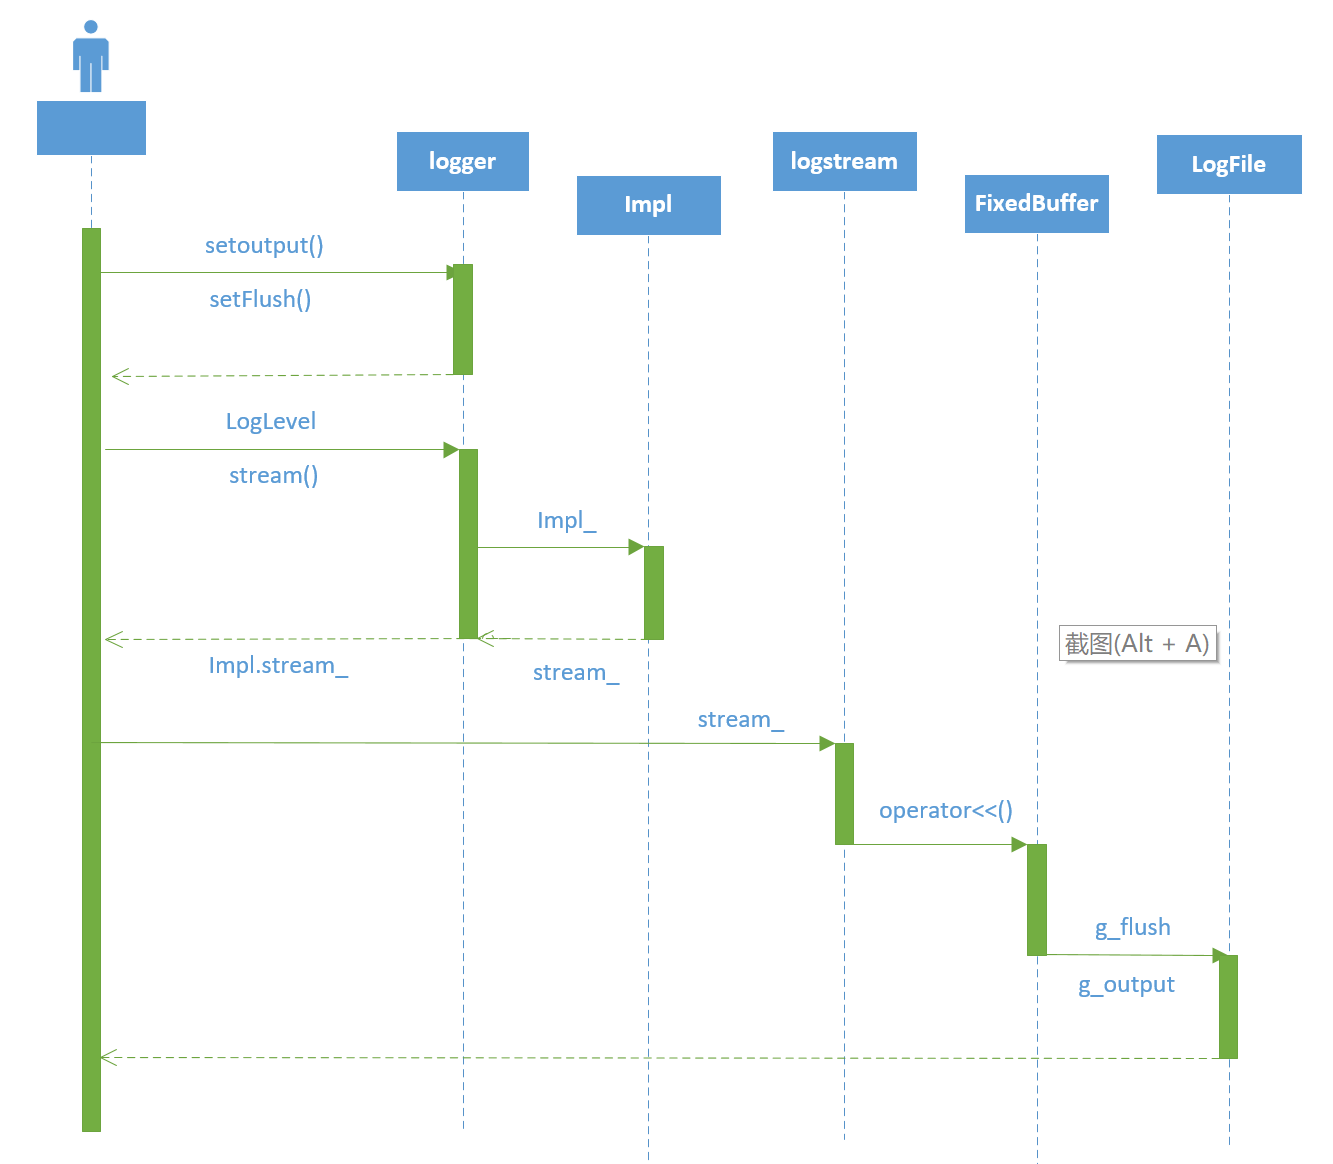 logger
Impl
logstream
FixedBuffer
LogFile
setoutput()
setFlush()
LogLevel
stream()
Impl_
Impl.stream_
stream_
截图(Alt + A)
stream_
operator<<()
g_flush
g_output